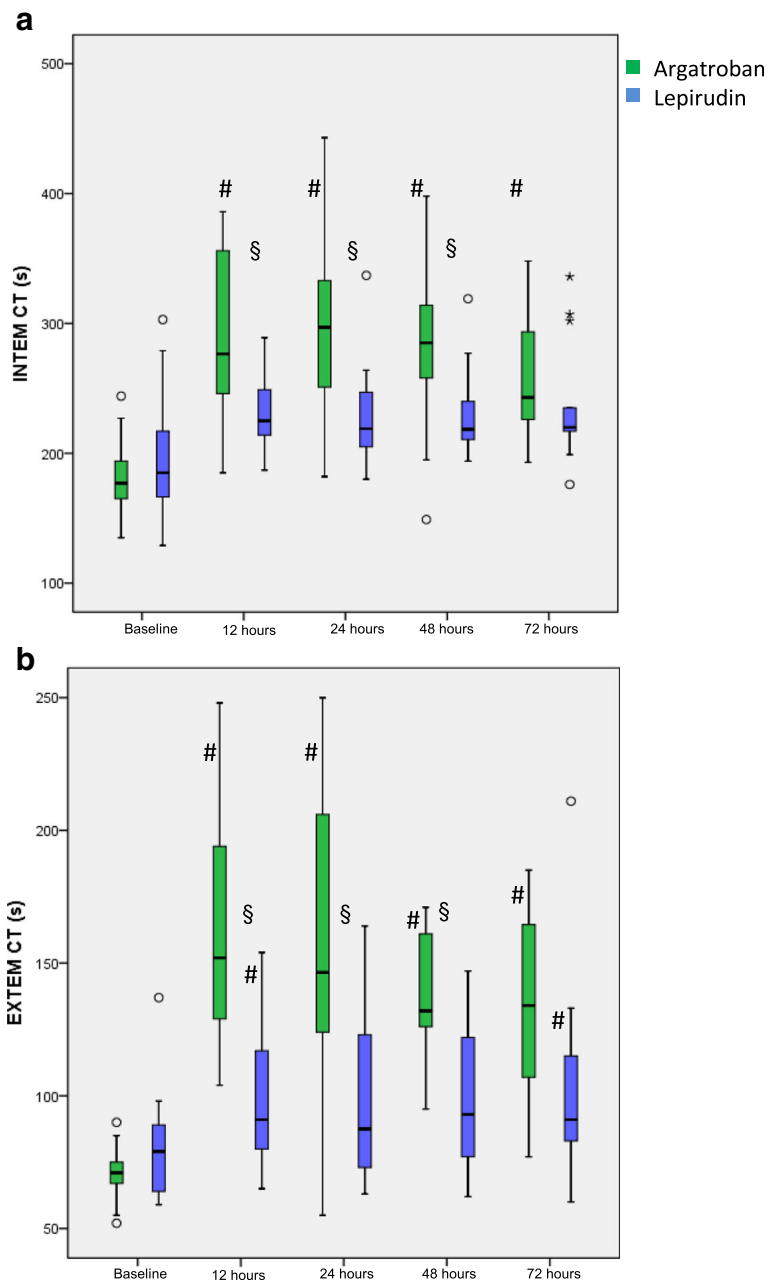 a
Argatroban
Lepirudin
500
400
300
200
100
INTEM CT (s)
# # # #
§ § §
Baseline 12 hours 24 hours 48 hours 72 hours
b
250
200
150
100
50
EXTEM CT (s)
# #
# § § # §
# #
Baseline 12 hours 24 hours 48 hours 72 hours